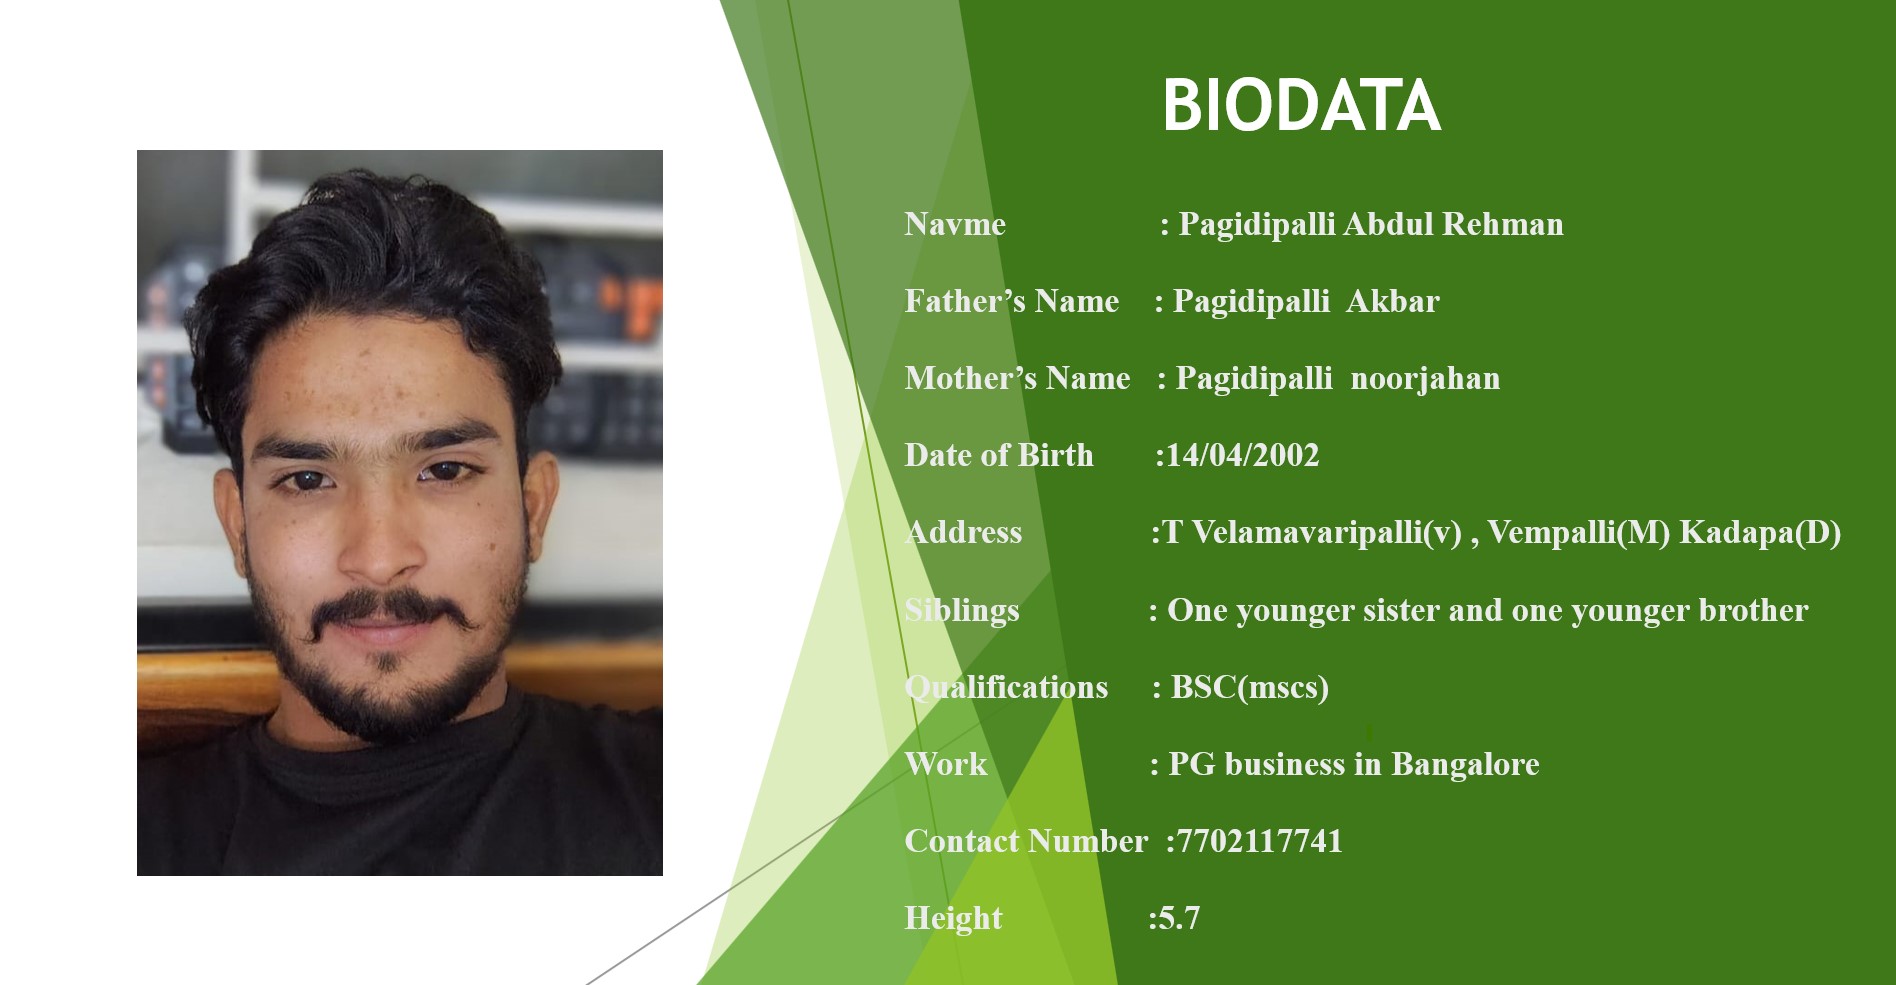 BIODATA
Navme : Pagidipalli Abdul Rehman
Father’s Name : Pagidipalli Akbar
Mother’s Name : Pagidipalli noorjahan
Date of Birth :14/04/2002
Address :T Velamavaripalli(v) , Vempalli(M) Kadapa(D)
Siblings : One younger sister and one younger brother
Qualifications : BSC(mscs)
Work : PG business in Bangalore
Contact Number :7702117741
Height :5.7